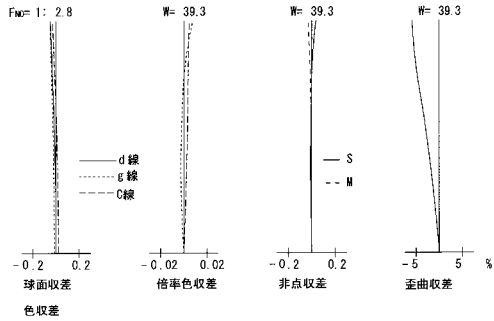 FNO= 1: 2.8
W= 39.3
W= 39.3
W= 39.3
d線
g線
C線
S
M
-0.2 0.2
-0.02 0.02
-0.2 0.2
-5 5 %
球面収差
色収差
倍率色収差
非点収差
歪曲収差